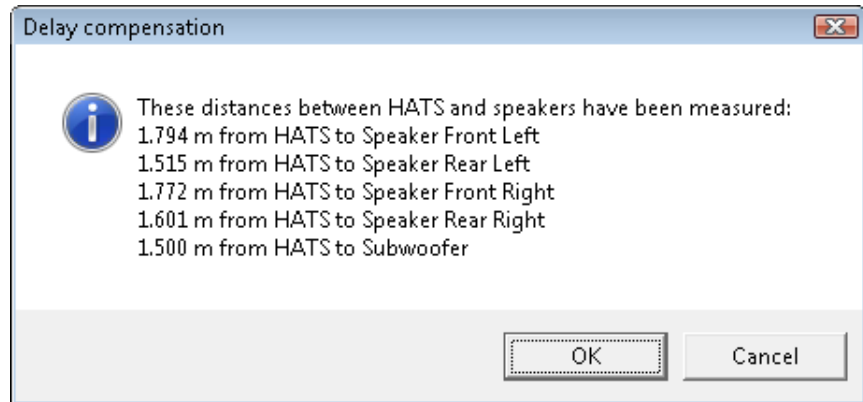 Delay compensation
These distances between HATS and speakers have been measured:
1.794 m from HATS to Speaker Front Left
1.515 m from HATS to Speaker Rear Left
1.772 m from HATS to Speaker Front Right
1.601 m from HATS to Speaker Rear Right
1.500 m from HATS to Subwoofer
OK
Cancel